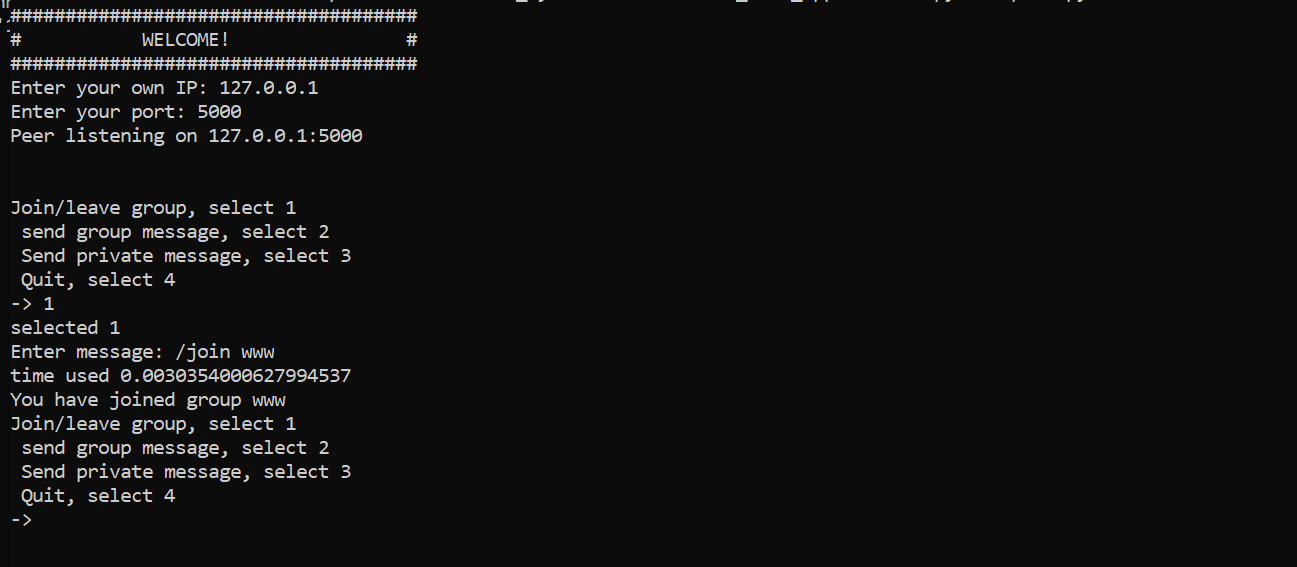 #####################################
#           WELCOME!                #
#####################################
Enter your own IP: 127.0.0.1
Enter your port: 5000
Peer listening on 127.0.0.1:5000
Join/leave group, select 1
 send group message, select 2
 Send private message, select 3
 Quit, select 4
-> 1
selected 1
Enter message: /join www
time used 0.0030354000627994537
You have joined group www
Join/leave group, select 1
 send group message, select 2
 Send private message, select 3
 Quit, select 4
->